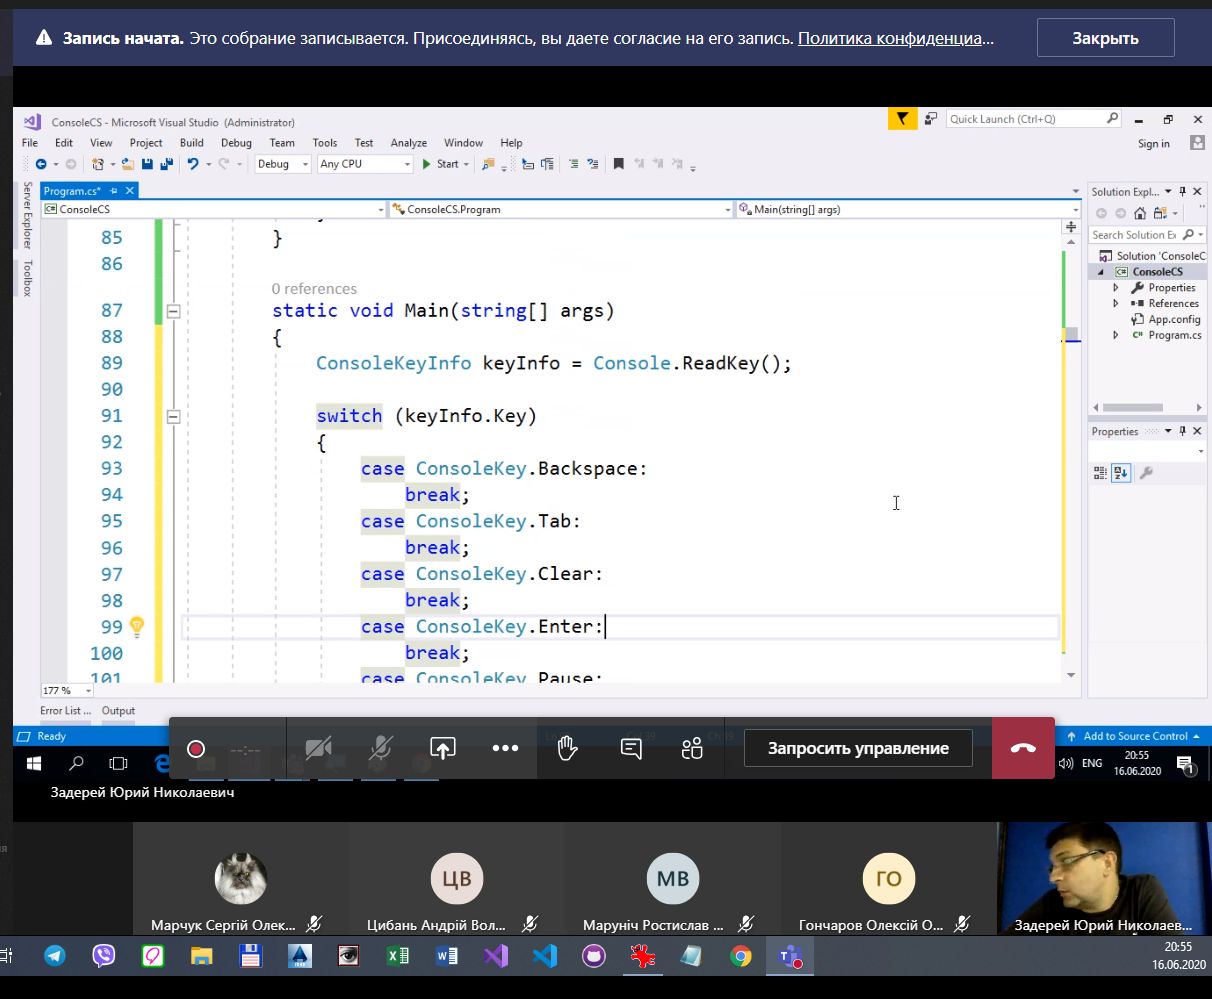 Запись начата. Это собрание записывается. Присоединяясь, вы даете согласие на его запись. Политика конфиденциа...
Закрыть
ConsoleCS - Microsoft Visual Studio (Administrator)
Quick Launch (Ctrl+Q)
File Edit View Project Build Debug Team Tools Test Analyze Window Help
Sign in
Debug Any CPU Start
Server Explorer
Toolbox
Program.cs*
ConsoleCS
ConsoleCS.Program
Main(string[] args)
85 }
86
0 references
87 static void Main(string[] args)
88 {
89 ConsoleKeyInfo keyInfo = Console.ReadKey();
90
91 switch (keyInfo.Key)
92 {
93 case ConsoleKey.Backspace:
94 break;
95 case ConsoleKey.Tab:
96 break;
97 case ConsoleKey.Clear:
98 break;
99 case ConsoleKey.Enter:
100 break;
101 case ConsoleKey.Pause:
177 %
Solution Expl...
Search Solution Ex
Solution 'ConsoleC
ConsoleCS
Properties
References
App.config
Program.cs
Properties
Error List ... Output
Ready
Add to Source Control
Запросить управление
ENG
20:55
16.06.2020
1
Задерей Юрий Николаевич
ЦВ
МВ
ГО
Марчук Сергій Олек...
Цибань Андрій Вол...
Маруніч Ростислав ...
Гончаров Олексій О...
Задерей Юрий Николаев...
20:55
16.06.2020